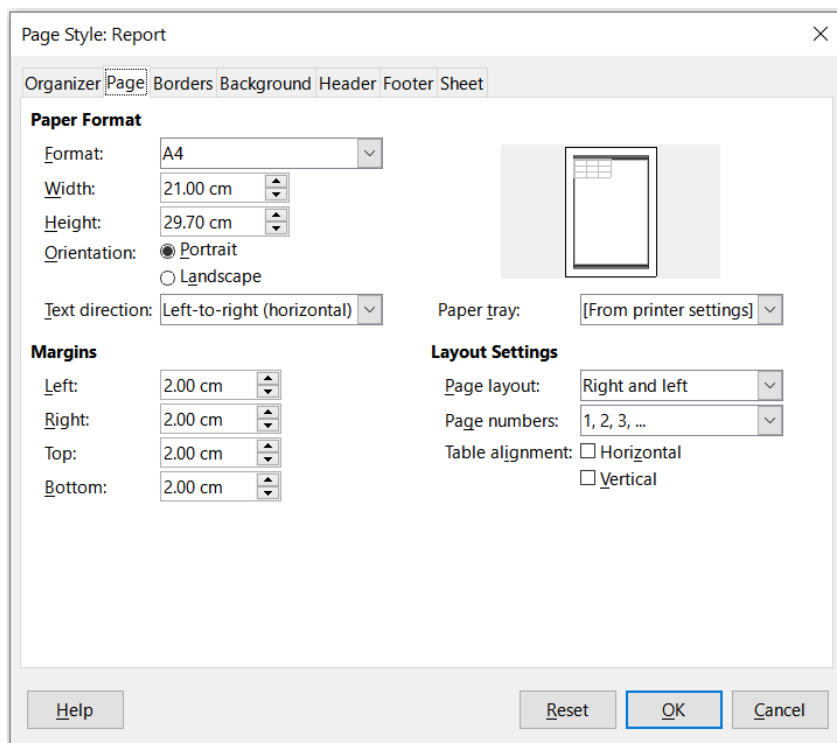 Page Style: Report
Organizer Page Borders Background Header Footer Sheet
Paper Format
Format: A4
Width: 21.00 cm
Height: 29.70 cm
Orientation: Portrait
Landscape
Text direction: Left-to-right (horizontal) Paper tray: [From printer settings]
Margins Layout Settings
Left: 2.00 cm Page layout: Right and left
Right: 2.00 cm Page numbers: 1, 2, 3, ...
Top: 2.00 cm Table alignment: Horizontal
Bottom: 2.00 cm Vertical
Help Reset OK Cancel